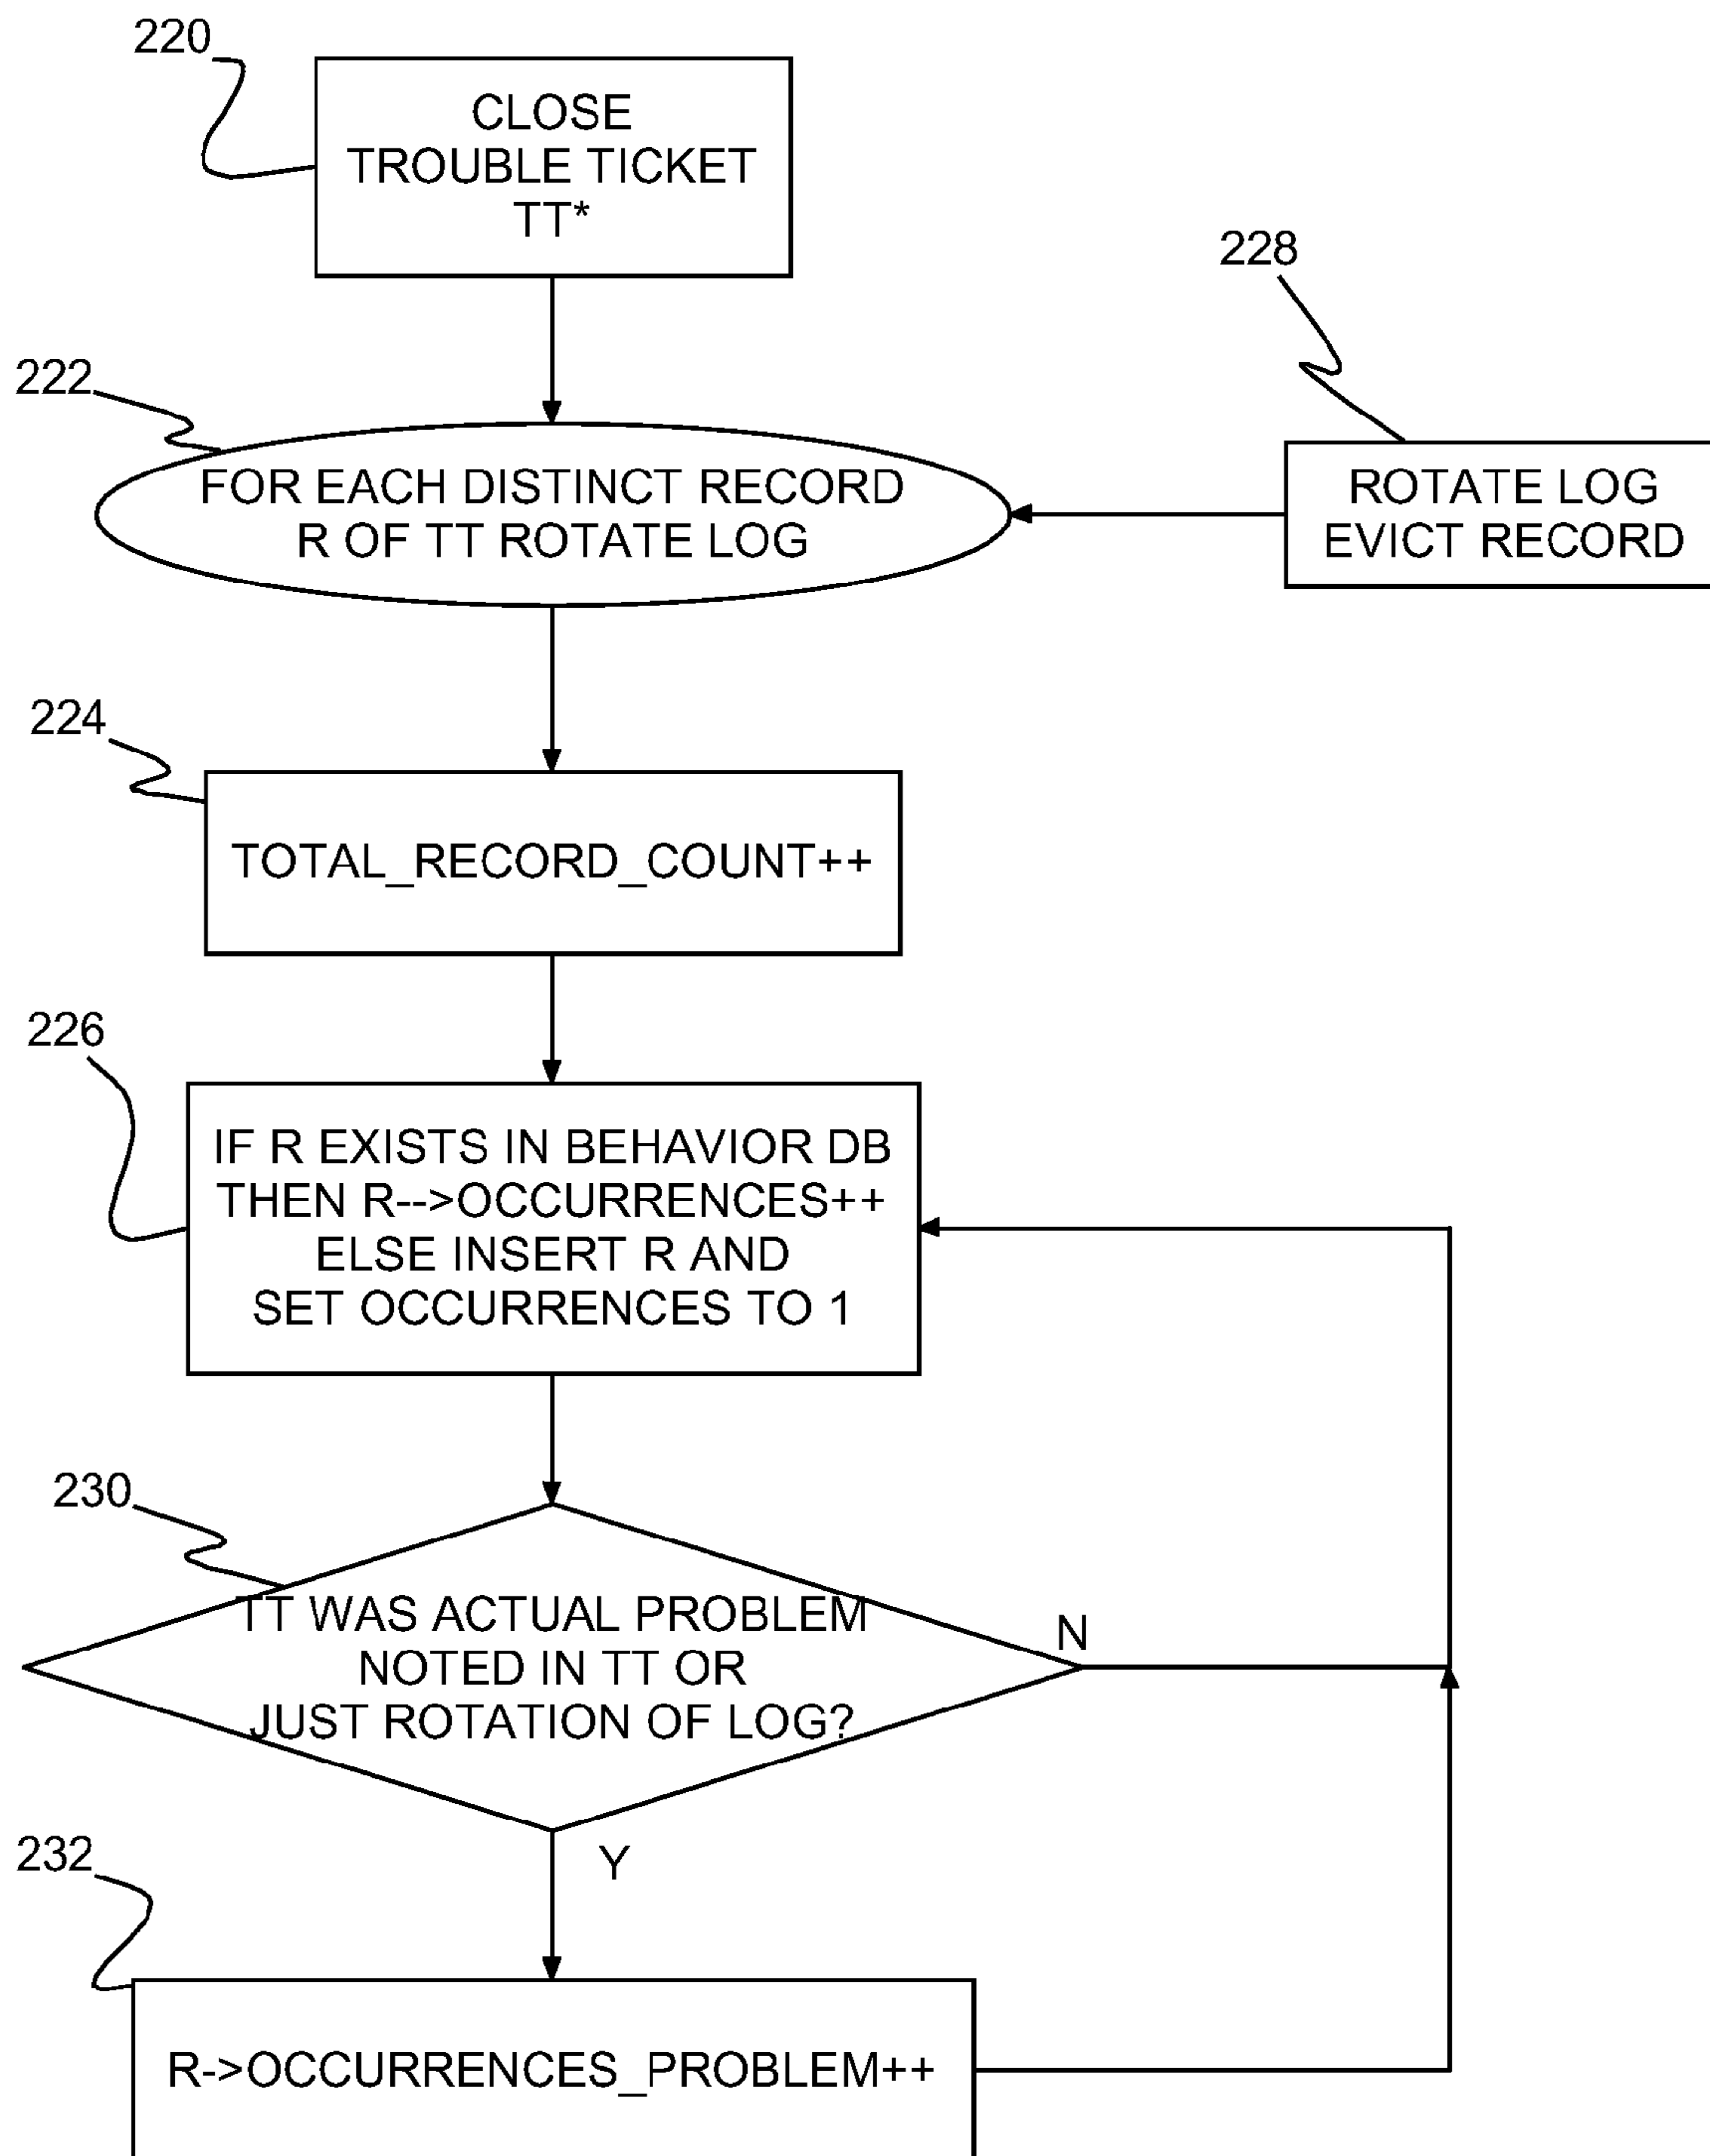 220
CLOSE
TROUBLE TICKET
TT*
228
222
FOR EACH DISTINCT RECORD
R OF TT ROTATE LOG
ROTATE LOG
EVICT RECORD
224
TOTAL_RECORD_COUNT++
226
IF R EXISTS IN BEHAVIOR DB
THEN R-->OCCURRENCES++
ELSE INSERT R AND
SET OCCURRENCES TO 1
230
TT WAS ACTUAL PROBLEM
NOTED IN TT OR
JUST ROTATION OF LOG?
N
Y
232
R->OCCURRENCES_PROBLEM++